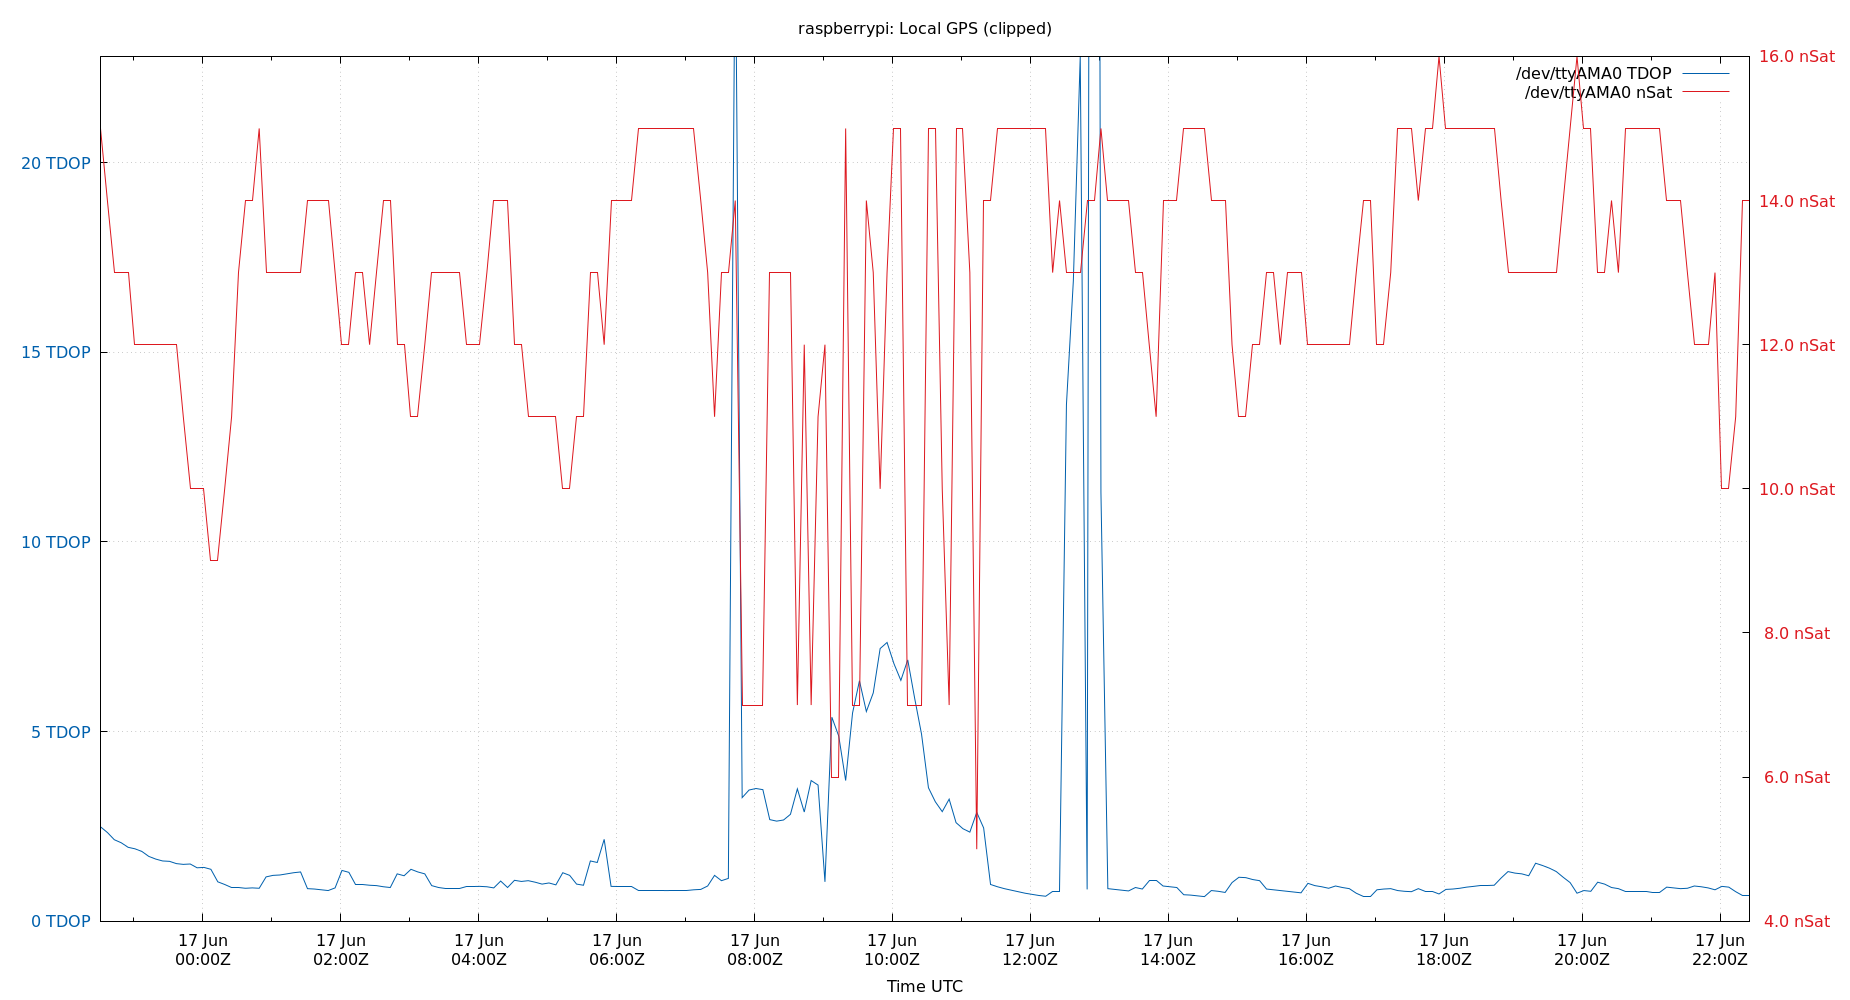 raspberrypi: Local GPS (clipped)
16.0 nSat
/dev/ttyAMA0 TDOP
/dev/ttyAMA0 nSat
20 TDOP
14.0 nSat
15 TDOP
12.0 nSat
10.0 nSat
10 TDOP
8.0 nSat
5 TDOP
6.0 nSat
0 TDOP
4.0 nSat
17 Jun 17 Jun 17 Jun 17 Jun 17 Jun 17 Jun 17 Jun 17 Jun 17 Jun 17 Jun 17 Jun 17 Jun
00:00Z 02:00Z 04:00Z 06:00Z 08:00Z 10:00Z 12:00Z 14:00Z 16:00Z 18:00Z 20:00Z 22:00Z
Time UTC